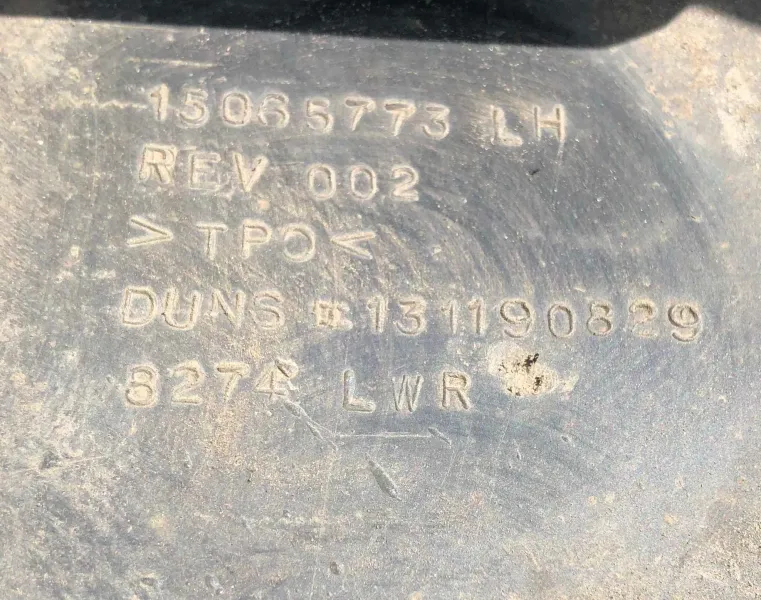 15065773 LH
REV 002
>TPO<
DUNS # 131190829
8274 LWR